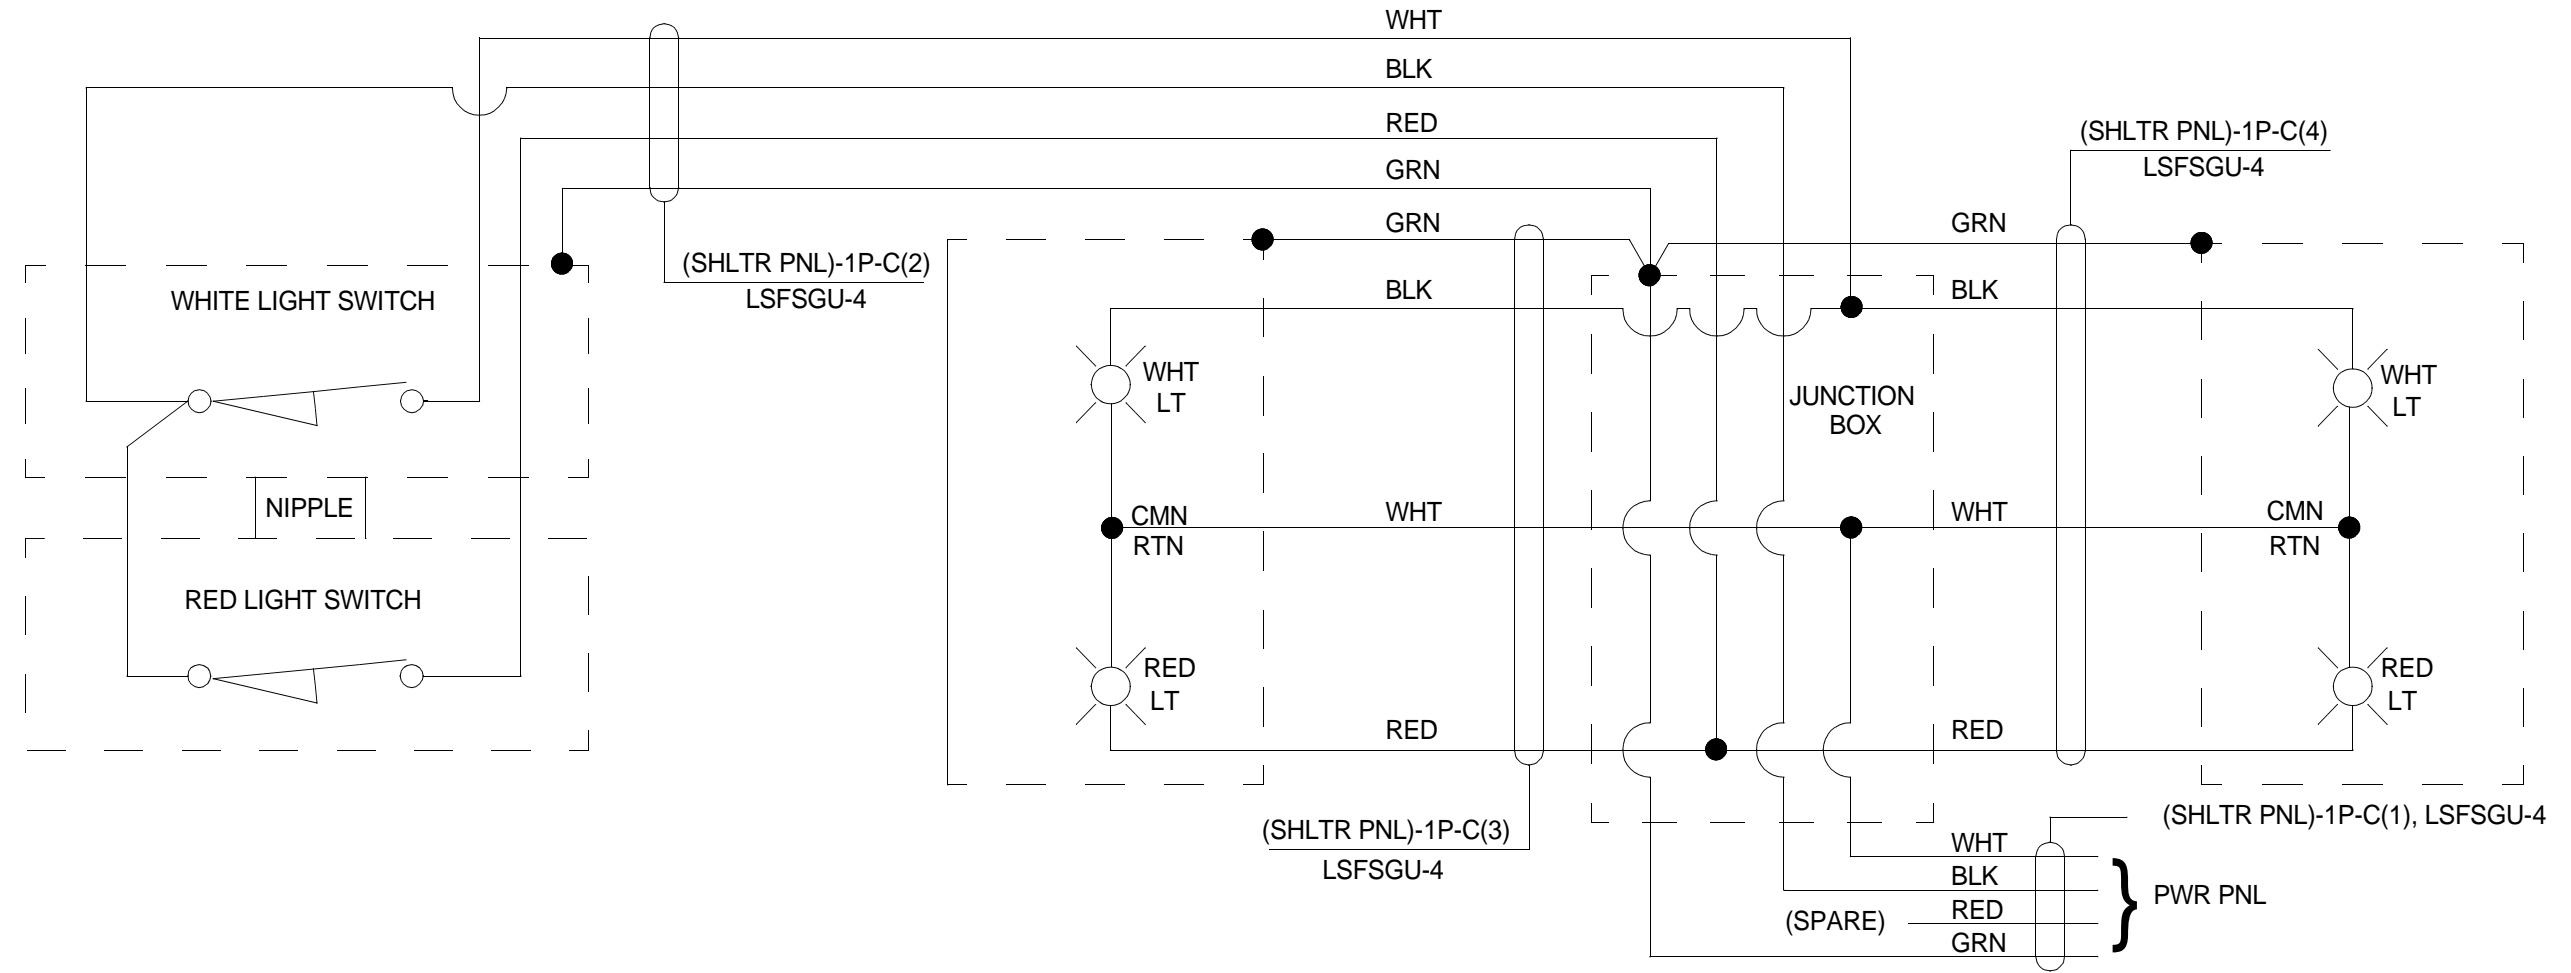 WHT
BLK
RED
GRN
(SHLTR PNL)-1P-C(4)
LSFSGU-4
GRN
GRN
(SHLTR PNL)-1P-C(2)
LSFSGU-4
WHITE LIGHT SWITCH
BLK
BLK
WHT
LT
JUNCTION
BOX
WHT
LT
NIPPLE
CMN
RTN
WHT
WHT
CMN
RTN
RED LIGHT SWITCH
RED
LT
RED
LT
RED
RED
(SHLTR PNL)-1P-C(3)
LSFSGU-4
(SHLTR PNL)-1P-C(1), LSFSGU-4
WHT
BLK
RED
GRN
(SPARE)
} PWR PNL